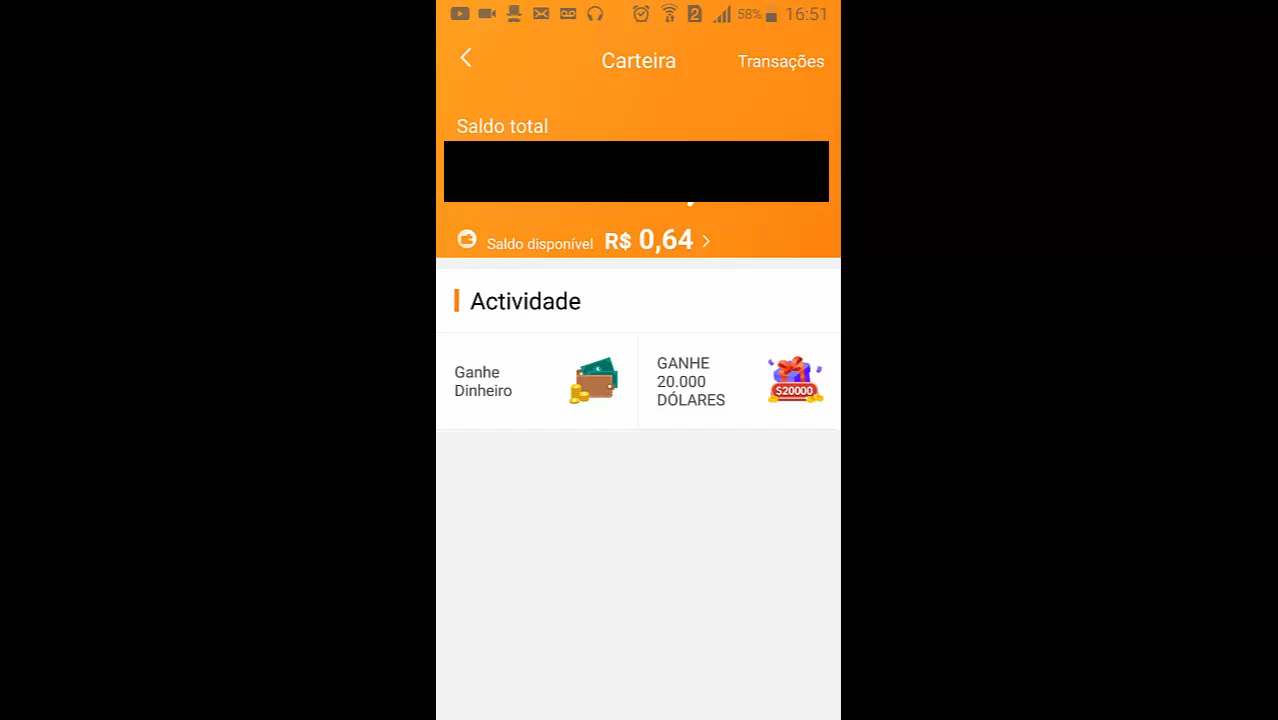 58% 16:51
Carteira
Transações
Saldo total
Saldo disponível R$ 0,64
Actividade
Ganhe
Dinheiro
GANHE
20.000
DÓLARES
$20000